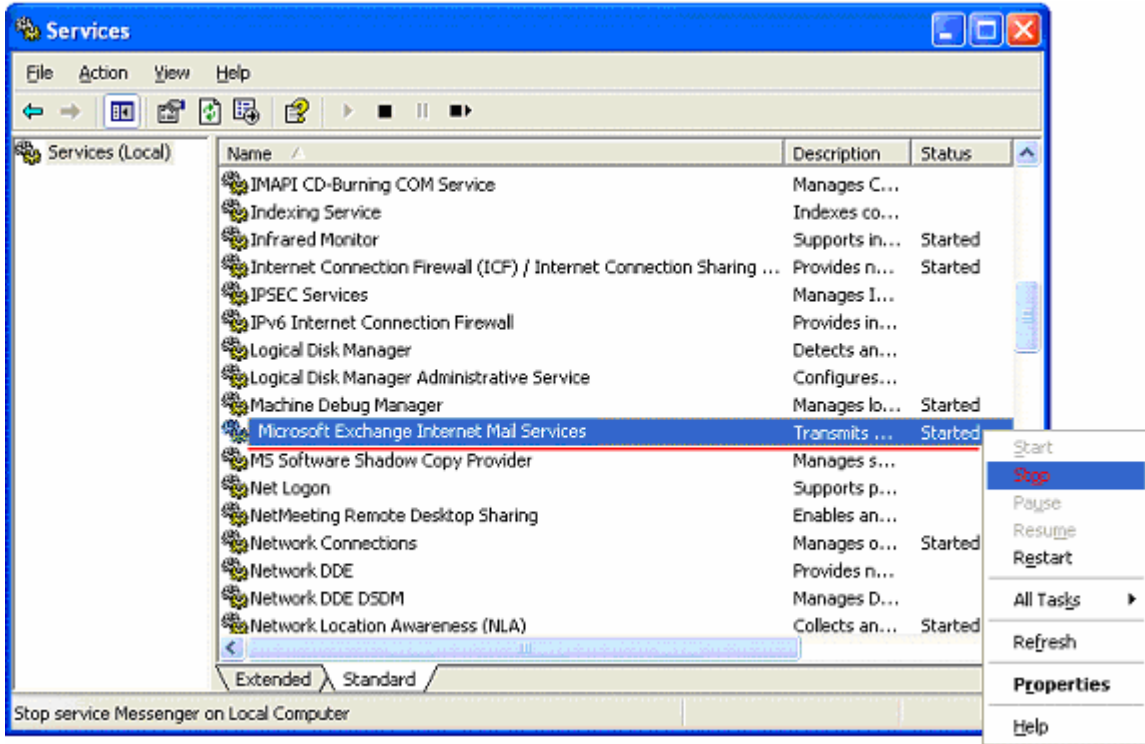 Services
File Action View Help
Services (Local)
Name Description Status
IMAPI CD-Burning COM Service Manages C...
Indexing Service Indexes co...
Infrared Monitor Supports in... Started
Internet Connection Firewall (ICF) / Internet Connection Sharing ... Provides n... Started
IPSEC Services Manages I...
IPv6 Internet Connection Firewall Provides in...
Logical Disk Manager Detects an...
Logical Disk Manager Administrative Service Configures...
Machine Debug Manager Manages lo... Started
Microsoft Exchange Internet Mail Services Transmits ... Started
MS Software Shadow Copy Provider Manages s...
Net Logon Supports p...
NetMeeting Remote Desktop Sharing Enables an...
Network Connections Manages o... Started
Network DDE Provides n...
Network DDE DSDM Manages D...
Network Location Awareness (NLA) Collects an... Started
Start
Stop
Pause
Resume
Restart
All Tasks
Refresh
Properties
Help
Extended Standard
Stop service Messenger on Local Computer